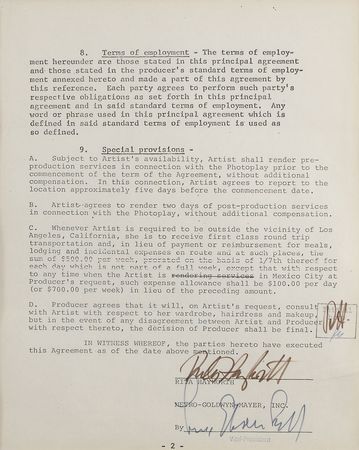 8. Terms of employment - The terms of employ-
ment hereunder are those stated in this principal agreement
and those stated in the producer's standard terms of employ-
ment annexed hereto and made a part of this agreement by
this reference. Each party agrees to perform such party's
respective obligations as set forth in this principal
agreement and in said standard terms of employment. Any
word or phrase used in this principal agreement which is
defined in said standard terms of employment is used as
so defined.
9. Special provisions -
A. Subject to Artist's availability, Artist shall render pre-
production services in connection with the Photoplay prior to the
commencement of the term of the Agreement, without additional
compensation. In this connection, Artist agrees to report to the
location approximately five days before the commencement date.
B. Artist agrees to render two days of post-production services
in connection with the Photoplay, without additional compensation.
C. Whenever Artist is required to be outside the vicinity of Los
Angeles, California, she is to receive first class round trip
transportation and, in lieu of payment or reimbursement for meals,
lodging and incidental expenses en route and at such places, the
sum of $500.00 per week, prorated on the basis of 1/7th thereof for
each day which is not part of a full week, except that with respect
to any time when the Artist is rendering services in Mexico City at
Producer's request, such expense allowance shall be $100.00 per day
(or $700.00 per week) in lieu of the preceding amount.
D. Producer agrees that it will, on Artist's request, consult
with Artist with respect to her wardrobe, hairdress and makeup,
but in the event of any disagreement between Artist and Producer
with respect thereto, the decision of Producer shall be final.
RH
IN WITNESS WHEREOF, the parties hereto have executed
this Agreement as of the date above mentioned.
Rita Hayworth
RITA HAYWORTH
METRO-GOLDWYN-MAYER, INC.
By
Vice-President
- 2 -